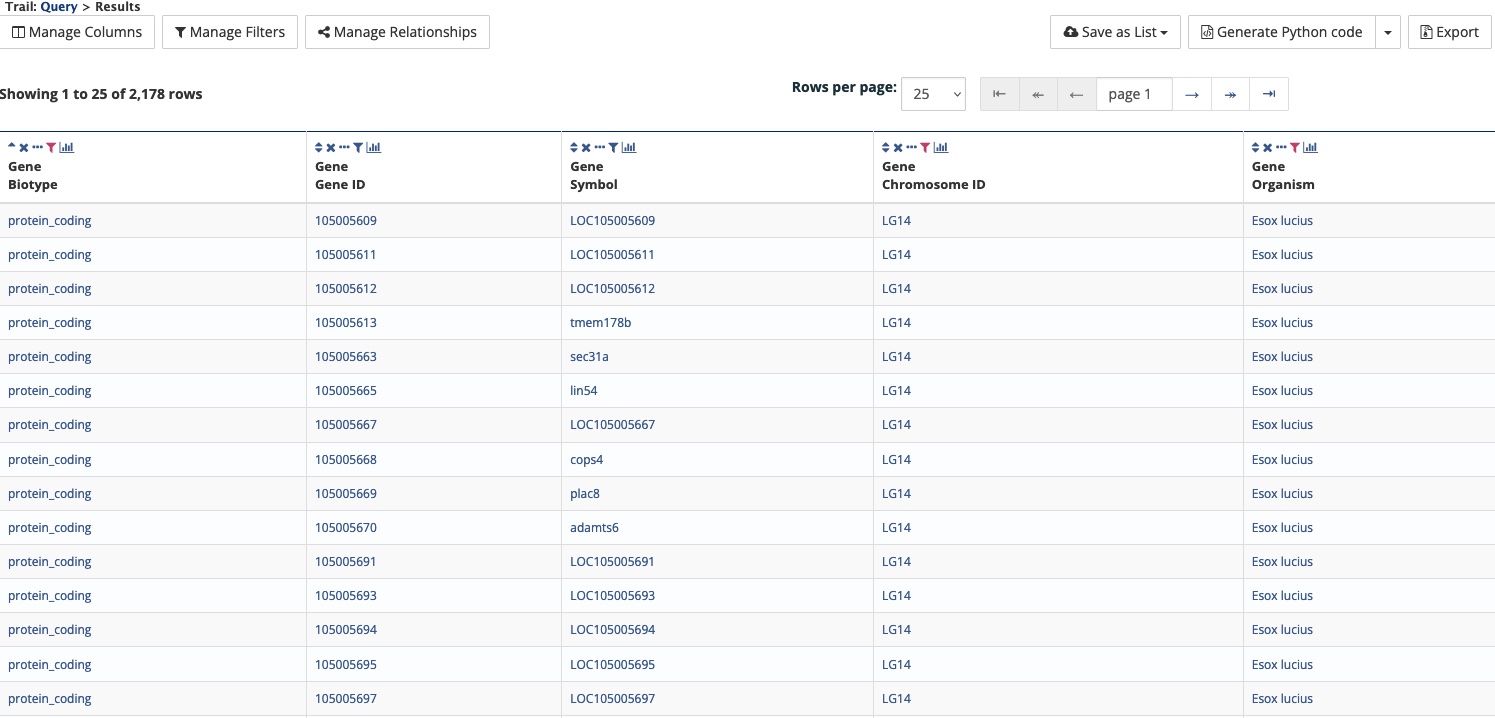 Trail: Query > Results
Manage Columns Manage Filters Manage Relationships Save as List Generate Python code Export
Showing 1 to 25 of 2,178 rows Rows per page: 25 page 1
Gene Gene Gene Gene Gene
Biotype Gene ID Symbol Chromosome ID Organism
protein_coding 105005609 LOC105005609 LG14 Esox lucius
protein_coding 105005611 LOC105005611 LG14 Esox lucius
protein_coding 105005612 LOC105005612 LG14 Esox lucius
protein_coding 105005613 tmem178b LG14 Esox lucius
protein_coding 105005663 sec31a LG14 Esox lucius
protein_coding 105005665 lin54 LG14 Esox lucius
protein_coding 105005667 LOC105005667 LG14 Esox lucius
protein_coding 105005668 cops4 LG14 Esox lucius
protein_coding 105005669 plac8 LG14 Esox lucius
protein_coding 105005670 adamts6 LG14 Esox lucius
protein_coding 105005691 LOC105005691 LG14 Esox lucius
protein_coding 105005693 LOC105005693 LG14 Esox lucius
protein_coding 105005694 LOC105005694 LG14 Esox lucius
protein_coding 105005695 LOC105005695 LG14 Esox lucius
protein_coding 105005697 LOC105005697 LG14 Esox lucius